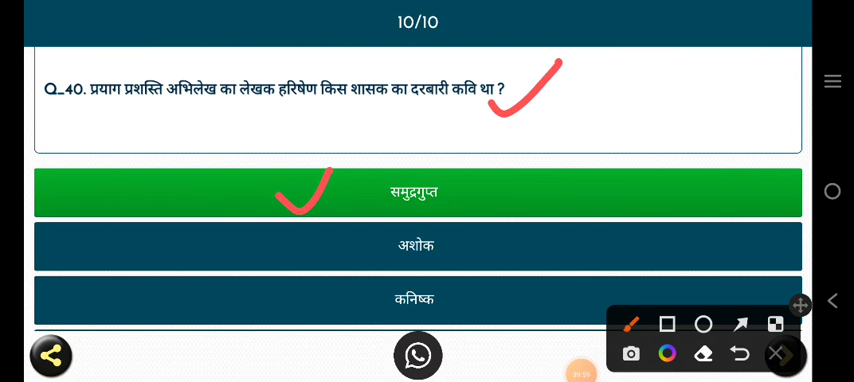 10/10
Q_40. प्रयाग प्रशस्ति अभिलेख का लेखक हरिषेण किस शासक का दरबारी कवि था ?
समुद्रगुप्त
अशोक
कनिष्क